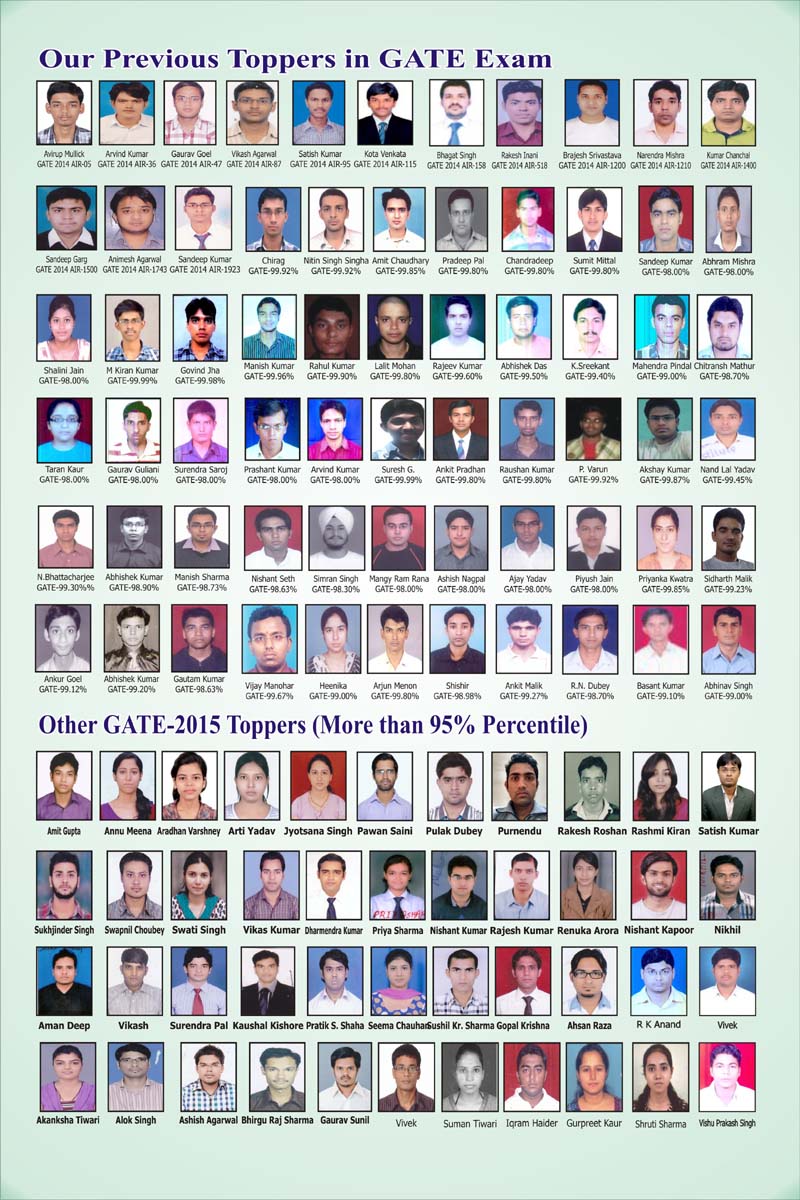 Our Previous Toppers in GATE Exam
Avirup Mullick Arvind Kumar Gaurav Goel Vikash Agarwal Satish Kumar Kota Venkata Bhagat Singh Rakesh Inani Brajesh Srivastava Narendra Mishra Kumar Chanchal
GATE 2014 AIR-05 GATE 2014 AIR-36 GATE 2014 AIR-47 GATE 2014 AIR-87 GATE 2014 AIR-95 GATE 2014 AIR-115 GATE 2014 AIR-158 GATE 2014 AIR-518 GATE 2014 AIR-1200 GATE 2014 AIR-1210 GATE 2014 AIR-1400
Sandeep Garg Animesh Agarwal Sandeep Kumar Chirag Nitin Singh Singha Amit Chaudhary Pradeep Pal Chandradeep Sumit Mittal Sandeep Kumar Abhram Mishra
GATE 2014 AIR-1500 GATE 2014 AIR-1743 GATE 2014 AIR-1923 GATE-99.92% GATE-99.92% GATE-99.85% GATE-99.80% GATE-99.80% GATE-99.80% GATE-98.00% GATE-98.00%
Shalini Jain M Kiran Kumar Govind Jha Manish Kumar Rahul Kumar Lalit Mohan Rajeev Kumar Abhishek Das K.Sreekant Mahendra Pindal Chitransh Mathur
GATE-98.00% GATE-99.99% GATE-99.98% GATE-99.96% GATE-99.90% GATE-99.80% GATE-99.60% GATE-99.50% GATE-99.40% GATE-99.00% GATE-98.70%
Taran Kaur Gaurav Guliani Surendra Saroj Prashant Kumar Arvind Kumar Suresh G. Ankit Pradhan Raushan Kumar P. Varun Akshay Kumar Nand Lal Yadav
GATE-98.00% GATE-98.00% GATE-98.00% GATE-98.00% GATE-98.00% GATE-99.99% GATE-99.80% GATE-99.80% GATE-99.92% GATE-99.87% GATE-99.45%
N.Bhattacharjee Abhishek Kumar Manish Sharma Nishant Seth Simran Singh Mangy Ram Rana Ashish Nagpal Ajay Yadav Piyush Jain Priyanka Kwatra Sidharth Malik
GATE-99.30%% GATE-98.90% GATE-98.73% GATE-98.63% GATE-98.30% GATE-98.00% GATE-98.00% GATE-98.00% GATE-98.00% GATE-99.85% GATE-99.23%
Ankur Goel Abhishek Kumar Gautam Kumar Vijay Manohar Heenika Arjun Menon Shishir Ankit Malik R.N. Dubey Basant Kumar Abhinav Singh
GATE-99.12% GATE-99.20% GATE-98.63% GATE-99.67% GATE-99.00% GATE-99.80% GATE-98.98% GATE-99.27% GATE-98.70% GATE-99.10% GATE-99.00%
Other GATE-2015 Toppers (More than 95% Percentile)
Amit Gupta Annu Meena Aradhan Varshney Arti Yadav Jyotsana Singh Pawan Saini Pulak Dubey Purnendu Rakesh Roshan Rashmi Kiran Satish Kumar
Sukhjinder Singh Swapnil Choubey Swati Singh Vikas Kumar Dharmendra Kumar Priya Sharma Nishant Kumar Rajesh Kumar Renuka Arora Nishant Kapoor Nikhil
Aman Deep Vikash Surendra Pal Kaushal Kishore Pratik S. Shaha Seema Chauhan Sushil Kr. Sharma Gopal Krishna Ahsan Raza R K Anand Vivek
Akanksha Tiwari Alok Singh Ashish Agarwal Bhirgu Raj Sharma Gaurav Sunil Vivek Suman Tiwari Iqram Haider Gurpreet Kaur Shruti Sharma Vishu Prakash Singh